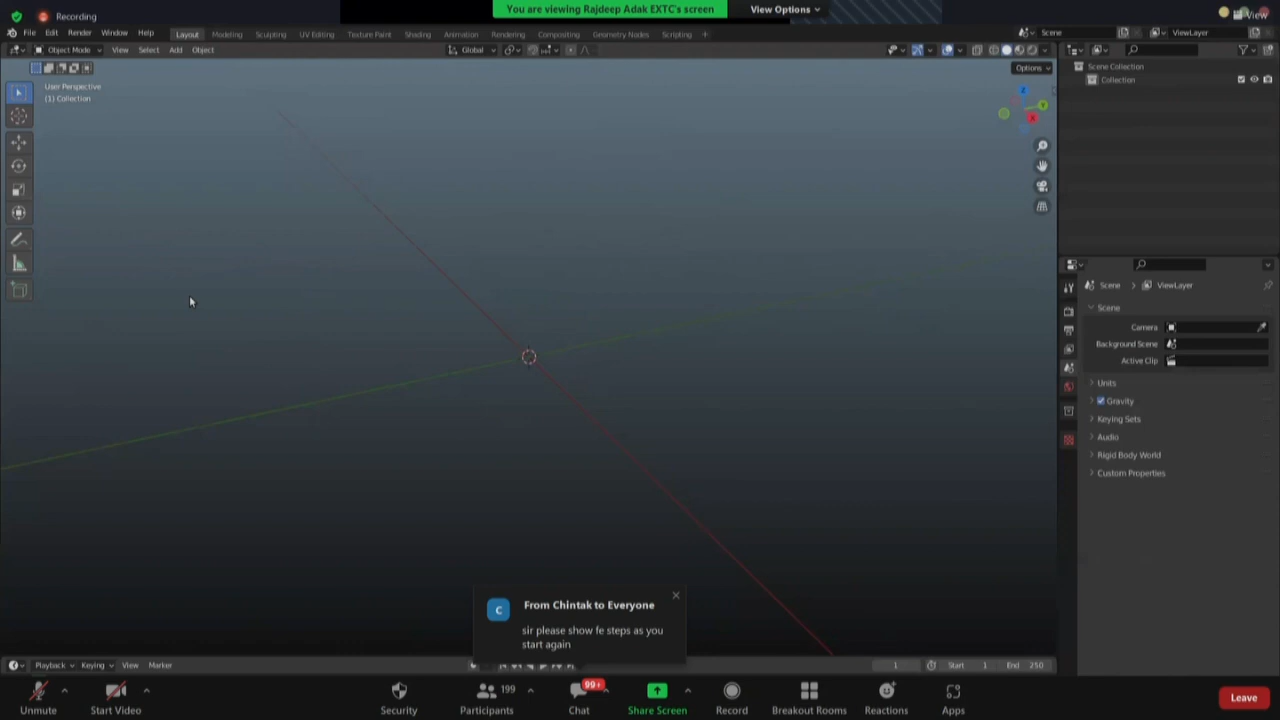 Recording
You are viewing Rajdeep Adak EXTC's screen
View Options
View
File Edit Render Window Help
Layout Modeling Sculpting UV Editing Texture Paint Shading Animation Rendering Compositing Geometry Nodes Scripting +
Scene
ViewLayer
Object Mode View Select Add Object
Global
Options
User Perspective
(1) Collection
Z
Y
X
Scene Collection
Collection
Scene > ViewLayer
Scene
Camera
Background Scene
Active Clip
Units
Gravity
Keying Sets
Audio
Rigid Body World
Custom Properties
C
From Chintak to Everyone
sir please show fe steps as you
start again
Playback Keying View Marker
1 Start 1 End 250
Unmute
Start Video
Security
199
Participants
99+
Chat
Share Screen
Record
Breakout Rooms
Reactions
Apps
Leave